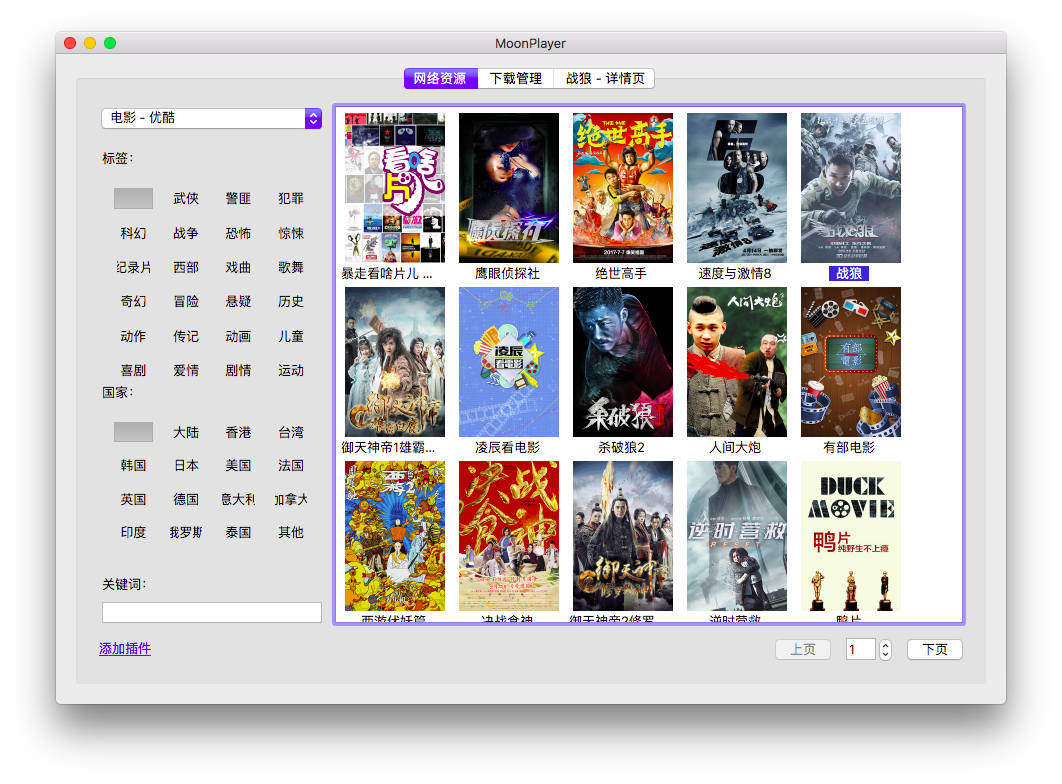 MoonPlayer
网络资源 下载管理 战狼 - 详情页
电影 - 优酷
标签：
武侠 警匪 犯罪
科幻 战争 恐怖 惊悚
纪录片 西部 戏曲 歌舞
奇幻 冒险 悬疑 历史
动作 传记 动画 儿童
喜剧 爱情 剧情 运动
国家：
大陆 香港 台湾
韩国 日本 美国 法国
英国 德国 意大利 加拿大
印度 俄罗斯 泰国 其他
关键词：
添加插件
看啥片
绝世高手
2017-7-7
8
速度与激情8
战狼
暴走看啥片儿 ... 鹰眼侦探社 绝世高手 速度与激情8 战狼
御天神帝
凌辰
看電影
杀破狼
人间大炮
有部
電影
御天神帝1雄霸... 凌辰看电影 杀破狼2 人间大炮 有部电影
决战食神
御天神帝
逆时营救
RESET
DUCK
MOVIE
鸭片
纯野生不上瘾
西游伏妖篇 决战食神 御天神帝2修罗 逆时营救 鸭片
上页 1 下页